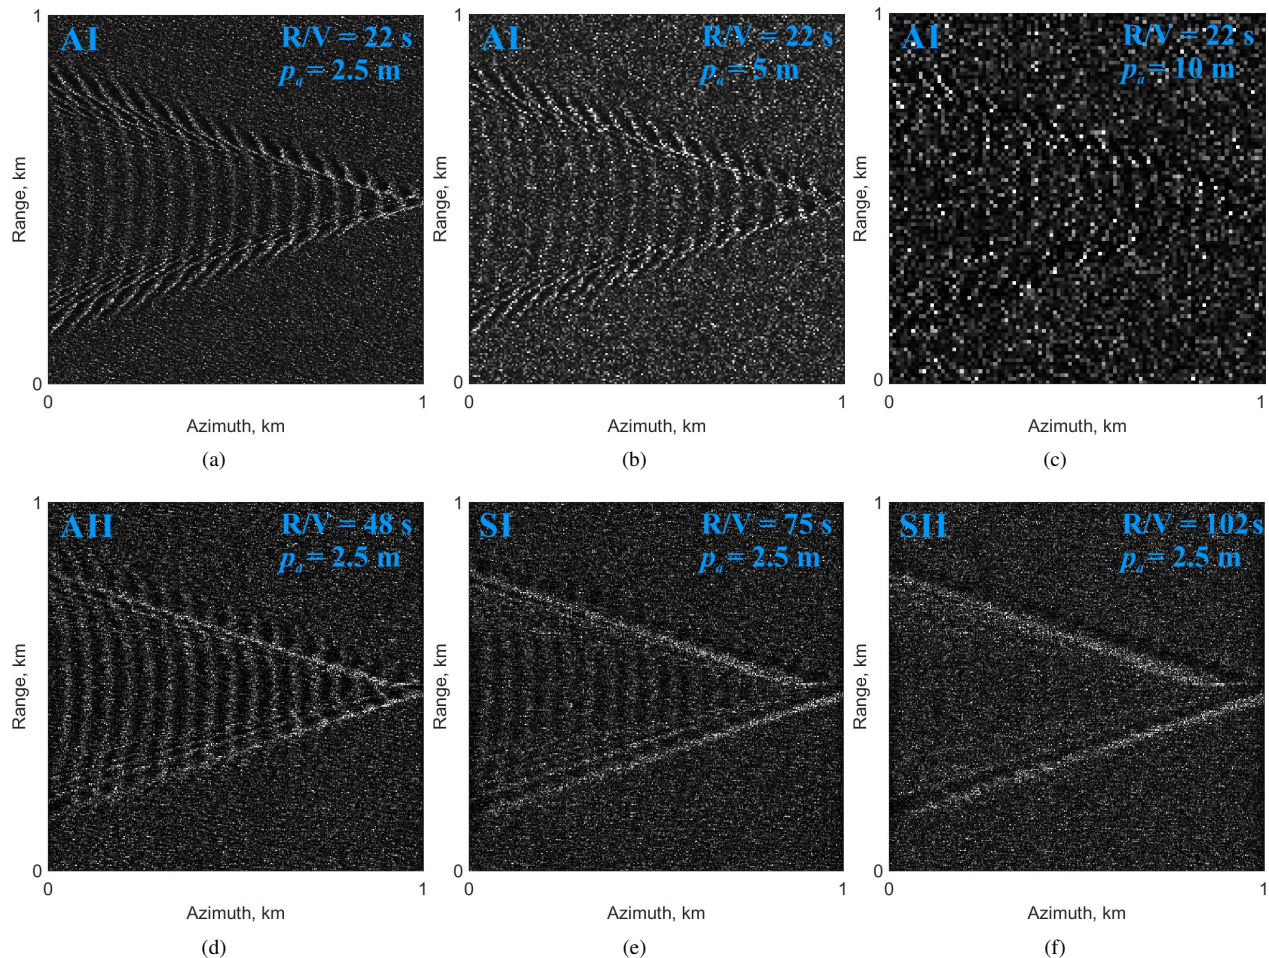 1
AI
R/V = 22 s
pa = 2.5 m
Range, km
0
0
1
Azimuth, km
(a)
1
AI
R/V = 22 s
pa = 5 m
Range, km
0
0
1
Azimuth, km
(b)
1
AI
R/V = 22 s
pa = 10 m
Range, km
0
0
1
Azimuth, km
(c)
1
AII
R/V = 48 s
pa = 2.5 m
Range, km
0
0
1
Azimuth, km
(d)
1
SI
R/V = 75 s
pa = 2.5 m
Range, km
0
0
1
Azimuth, km
(e)
1
SII
R/V = 102 s
pa = 2.5 m
Range, km
0
0
1
Azimuth, km
(f)